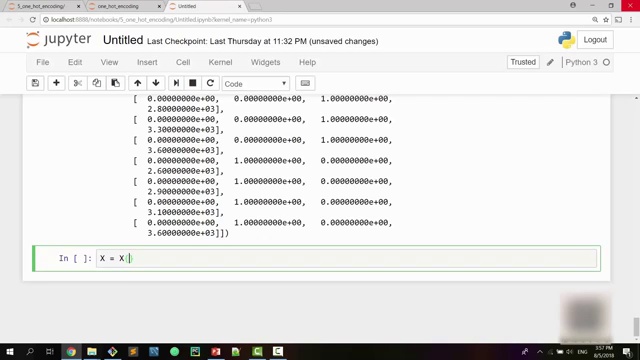 5_one_hot_encoding/
one_hot_encoding
Untitled
localhost:8888/notebooks/5_one_hot_encoding/Untitled.ipynb?kernel_name=python3
jupyter Untitled Last Checkpoint: Last Thursday at 11:32 PM (unsaved changes)
Logout
File Edit View Insert Cell Kernel Widgets Help
Trusted
Python 3
Code
[ 0.00000000e+00, 0.00000000e+00, 1.00000000e+00,
2.80000000e+03],
[ 0.00000000e+00, 0.00000000e+00, 1.00000000e+00,
3.30000000e+03],
[ 0.00000000e+00, 0.00000000e+00, 1.00000000e+00,
3.60000000e+03],
[ 0.00000000e+00, 1.00000000e+00, 0.00000000e+00,
2.60000000e+03],
[ 0.00000000e+00, 1.00000000e+00, 0.00000000e+00,
2.90000000e+03],
[ 0.00000000e+00, 1.00000000e+00, 0.00000000e+00,
3.10000000e+03],
[ 0.00000000e+00, 1.00000000e+00, 0.00000000e+00,
3.60000000e+03]])
In [ ]: X = X()
ENG
3:57 PM
8/5/2018